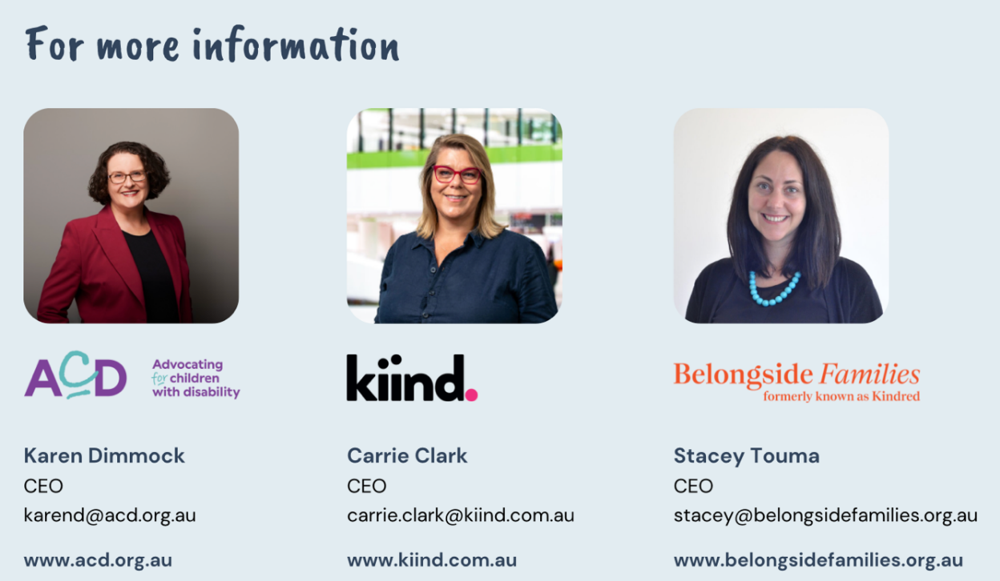 For more information
ACD
Advocating
for children
with disability
kiind.
Belongside Families
formerly known as Kindred
Karen Dimmock
CEO
karend@acd.org.au
www.acd.org.au
Carrie Clark
CEO
carrie.clark@kiind.com.au
www.kiind.com.au
Stacey Touma
CEO
stacey@belongsidefamilies.org.au
www.belongsidefamilies.org.au